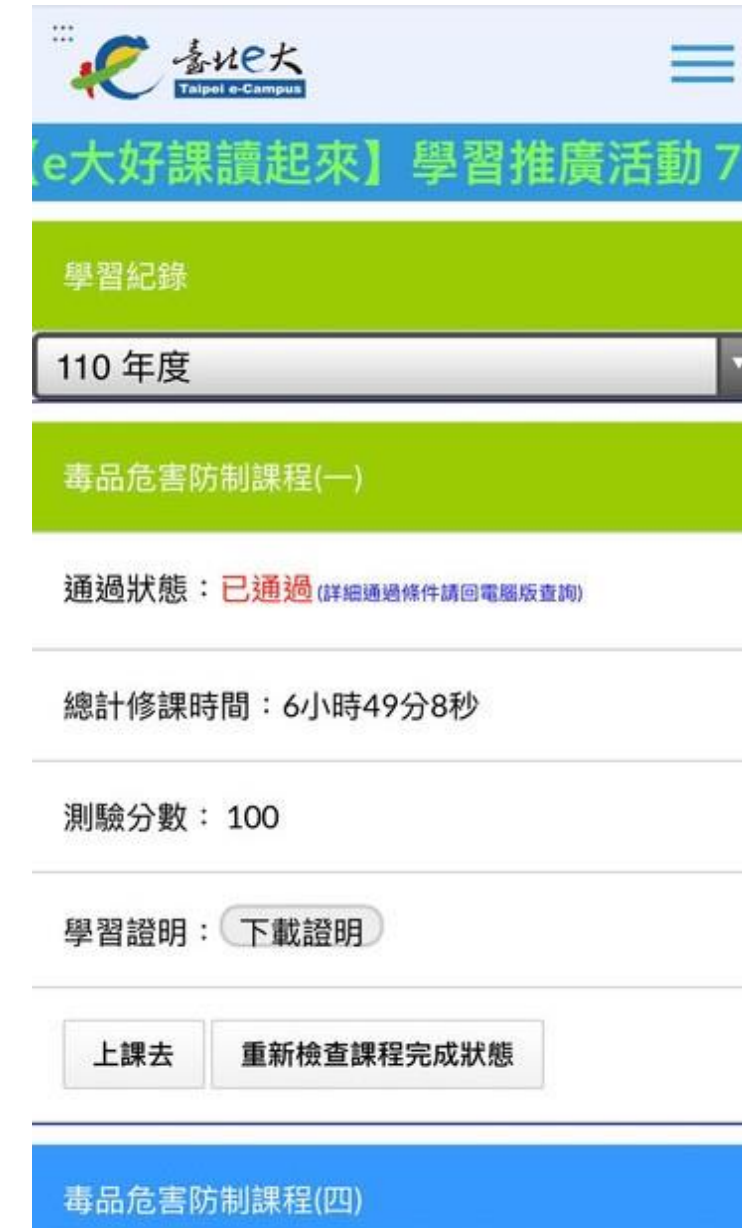 臺北e大
Taipei e-Campus
【e大好課讀起來】學習推廣活動 7
學習紀錄
110 年度
毒品危害防制課程(一)
通過狀態：已通過(詳細通過條件請回電腦版查詢)
總計修課時間：6小時49分8秒
測驗分數： 100
學習證明：下載證明
上課去 重新檢查課程完成狀態
毒品危害防制課程(四)